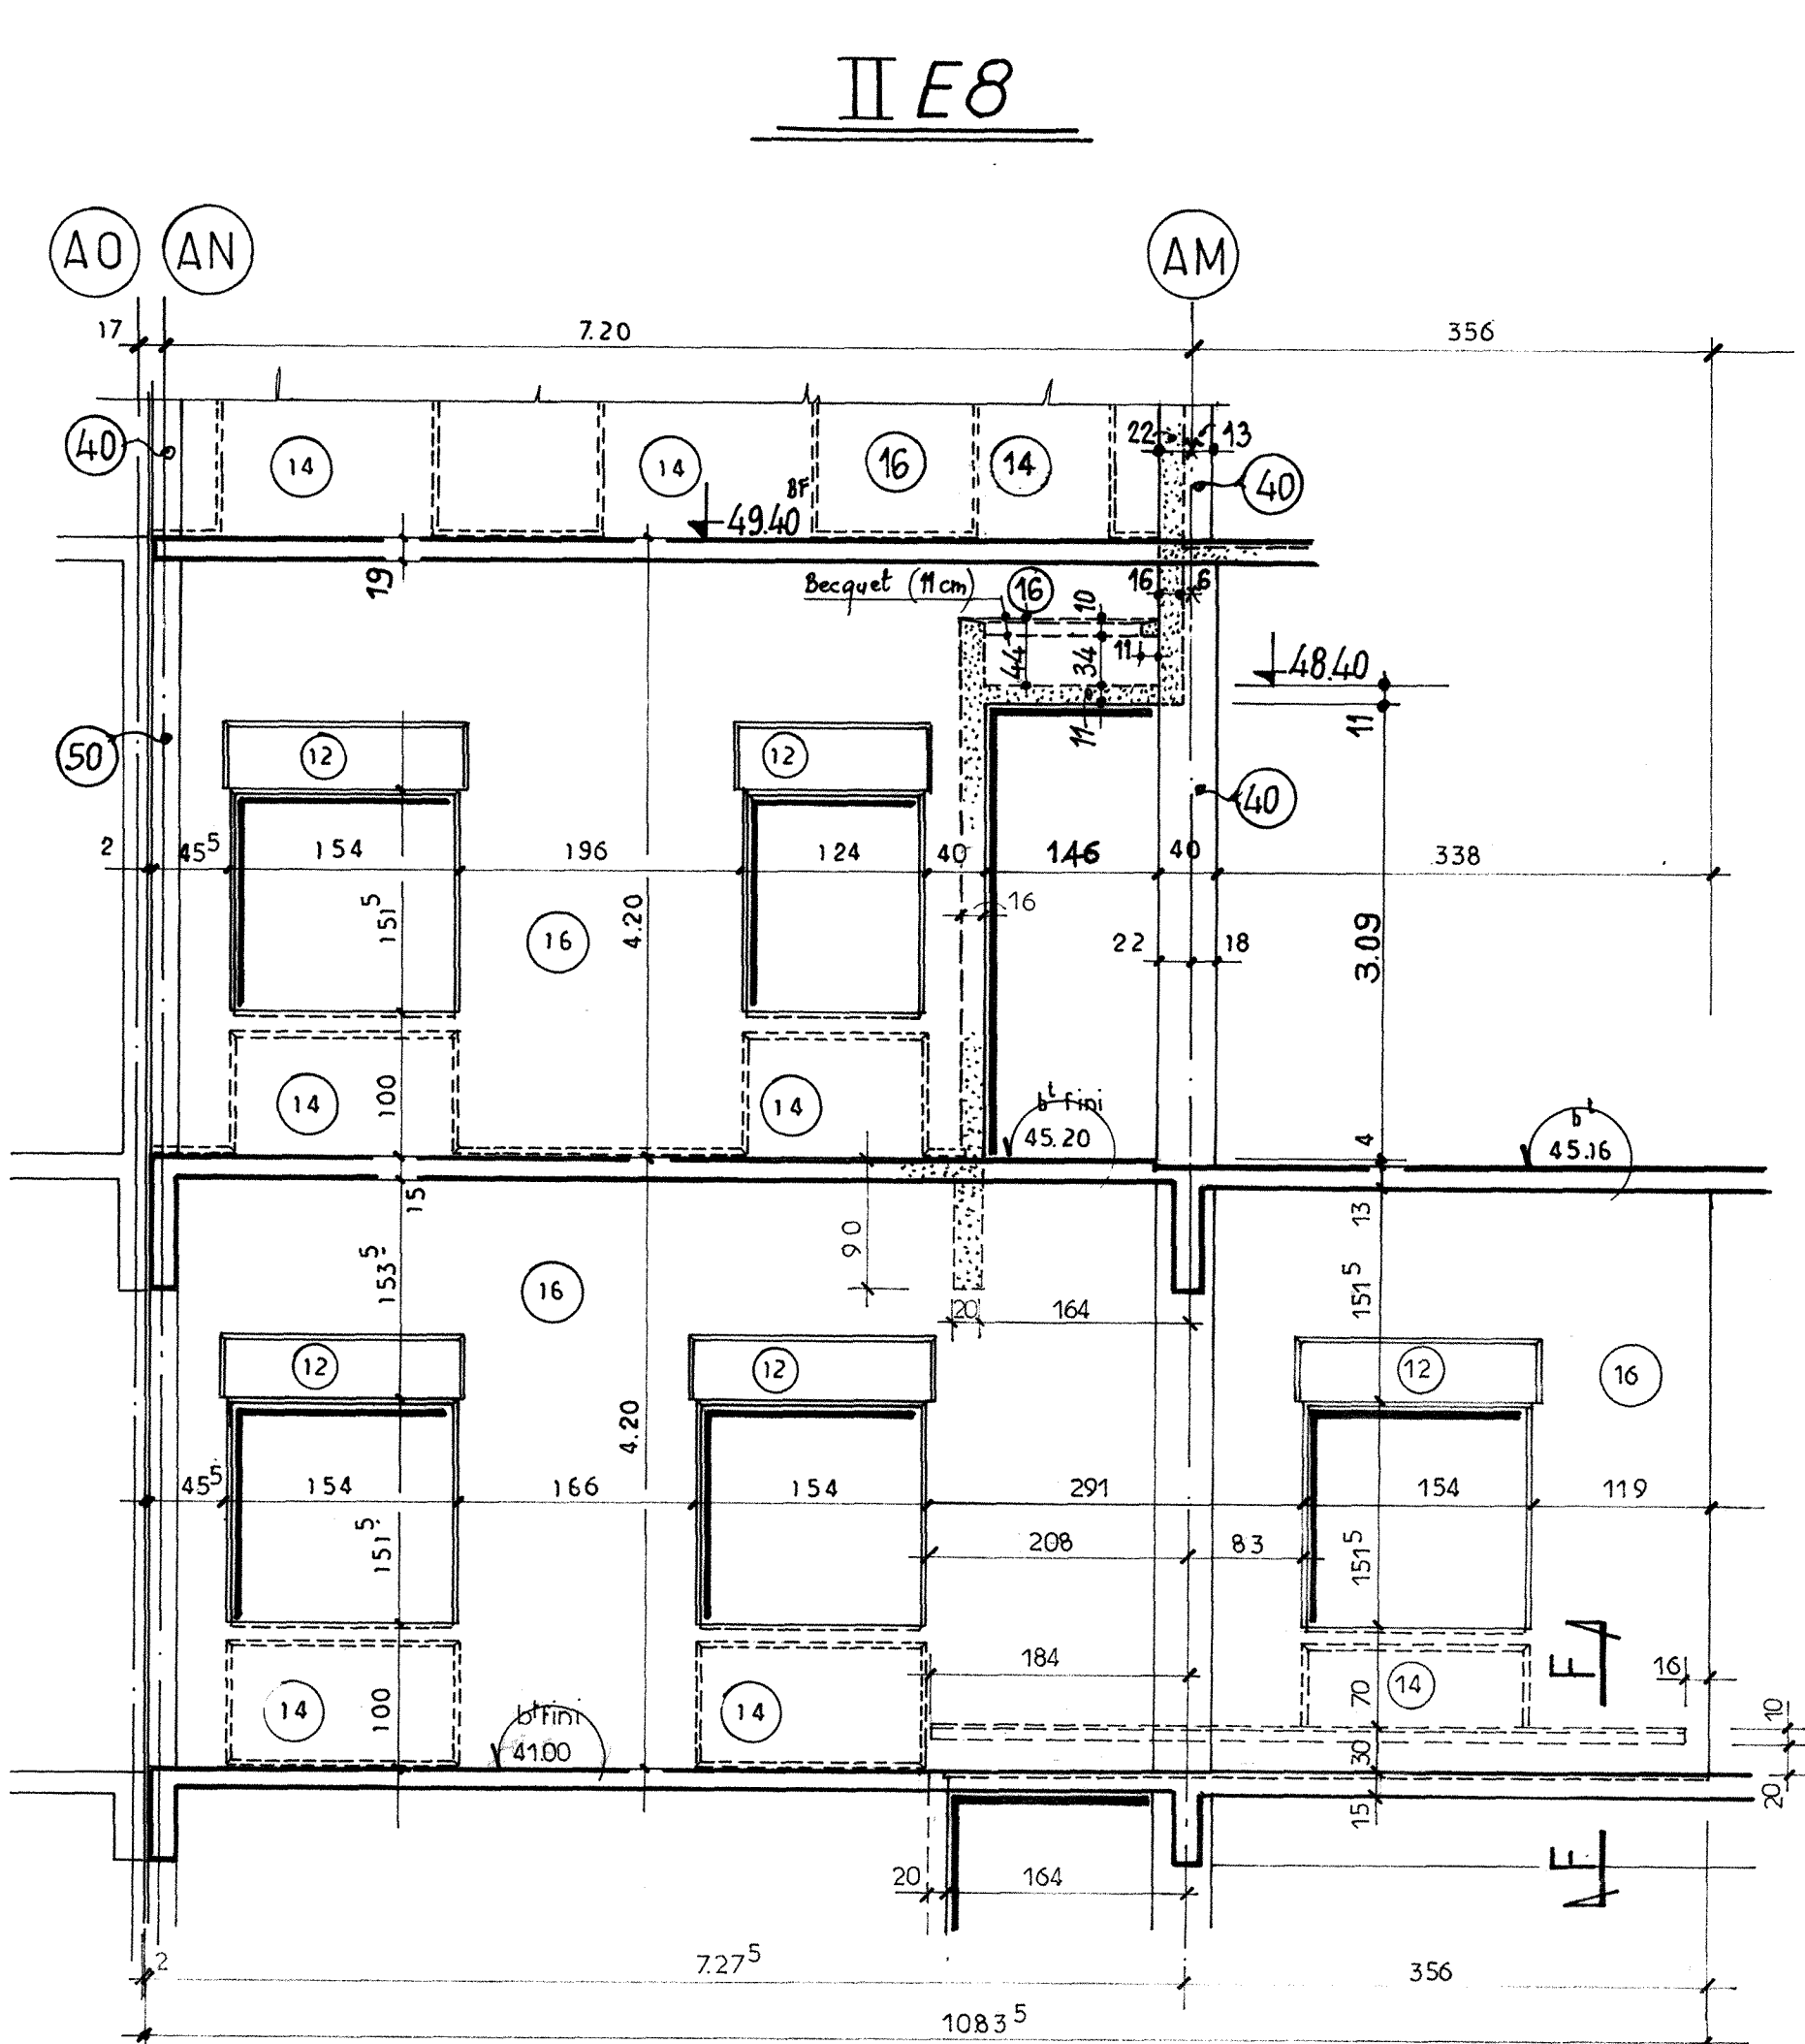 II E8
AO AN AM
17 7.20 356
40 14 14 16 14 22 13 40
BF
49.40
19
Becquet (11 cm) 16 10 16 6
44 34 11
48.40
11 11
50 12 12 40
2 45⁵ 154 196 124 40 146 40 338
16
151⁵ 16 4.20 22 18 3.09
14 100 14
bᵗ fini
45.20
bᵗ
45.16
4
15 13
90
153⁵ 16 151⁵
20 164
12 12 12 16
4.20
45⁵ 154 166 154 291 154 119
151⁵ 208 83 151⁵
F
184 16
14 100 14 70 14 10
bᵗ fini
41.00
30
15 20
F
20 164
2 7.27⁵ 356
1083⁵